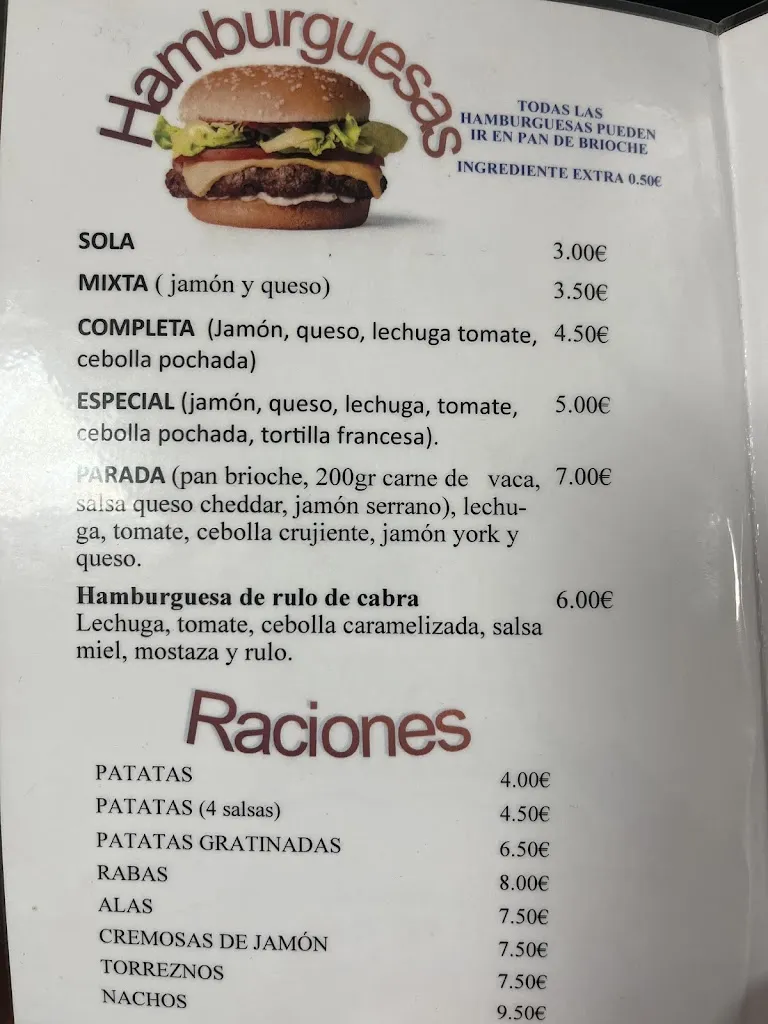 Hamburguesas
TODAS LAS
HAMBURGUESAS PUEDEN
IR EN PAN DE BRIOCHE
INGREDIENTE EXTRA 0.50€
SOLA 3.00€
MIXTA ( jamón y queso) 3.50€
COMPLETA (Jamón, queso, lechuga tomate, 4.50€
cebolla pochada)
ESPECIAL (jamón, queso, lechuga, tomate, 5.00€
cebolla pochada, tortilla francesa).
PARADA (pan brioche, 200gr carne de vaca, 7.00€
salsa queso cheddar, jamón serrano), lechu-
ga, tomate, cebolla crujiente, jamón york y
queso.
Hamburguesa de rulo de cabra 6.00€
Lechuga, tomate, cebolla caramelizada, salsa
miel, mostaza y rulo.
Raciones
PATATAS 4.00€
PATATAS (4 salsas) 4.50€
PATATAS GRATINADAS 6.50€
RABAS 8.00€
ALAS 7.50€
CREMOSAS DE JAMÓN 7.50€
TORREZNOS 7.50€
NACHOS 9.50€